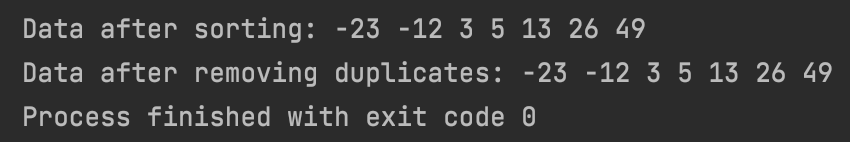 Data after sorting: -23 -12 3 5 13 26 49
Data after removing duplicates: -23 -12 3 5 13 26 49
Process finished with exit code 0